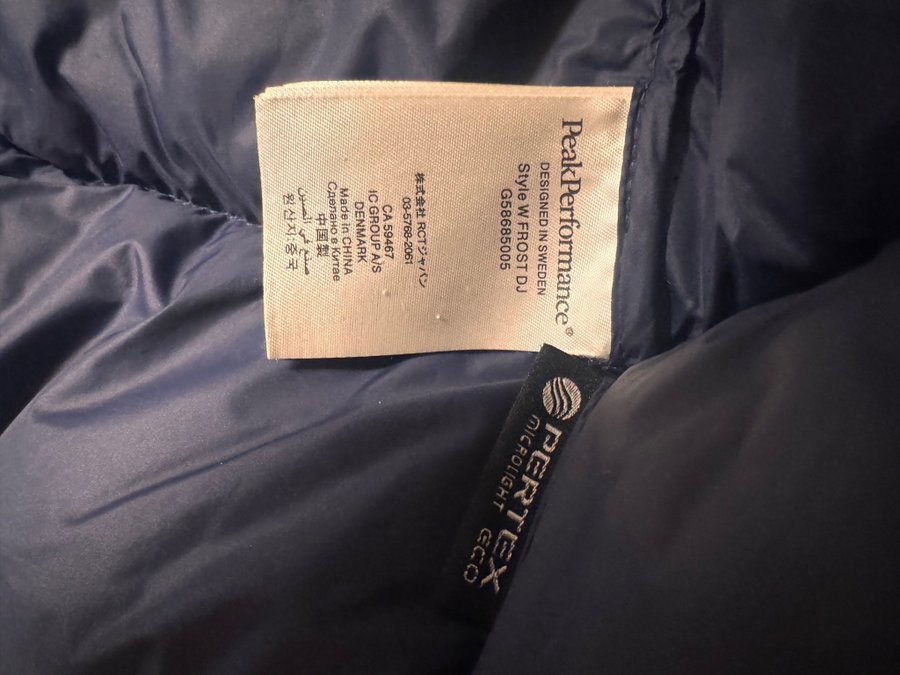 PeakPerformance®
DESIGNED IN SWEDEN
Style W FROST DJ
G58685005
株式会社 RCTジャパン
03-5768-2061
CA 59467
IC GROUP A/S
DENMARK
Made in CHINA
Сделано в Китае
中国製
صنع في الصين
원산지:중국
PERTEX
MICROLIGHT ECO